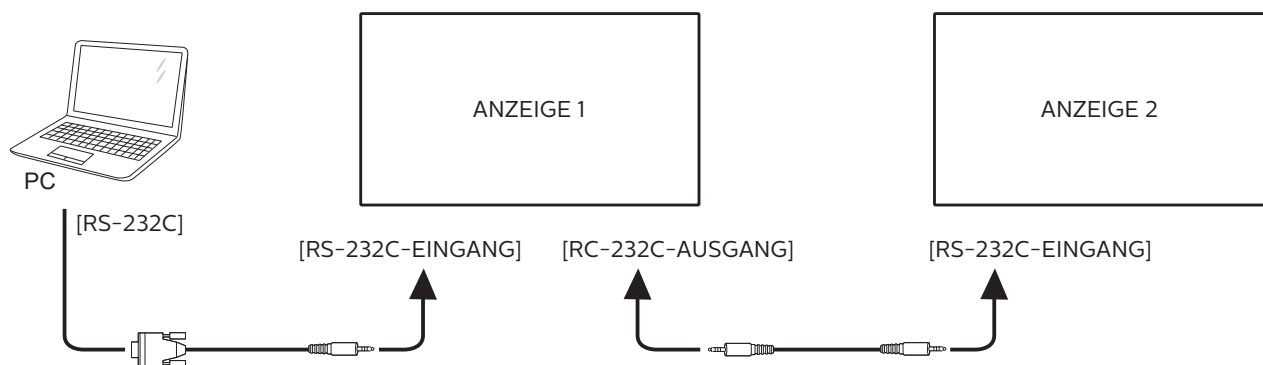 ANZEIGE 1
ANZEIGE 2
PC
[RS-232C]
[RS-232C-EINGANG]
[RC-232C-AUSGANG]
[RS-232C-EINGANG]